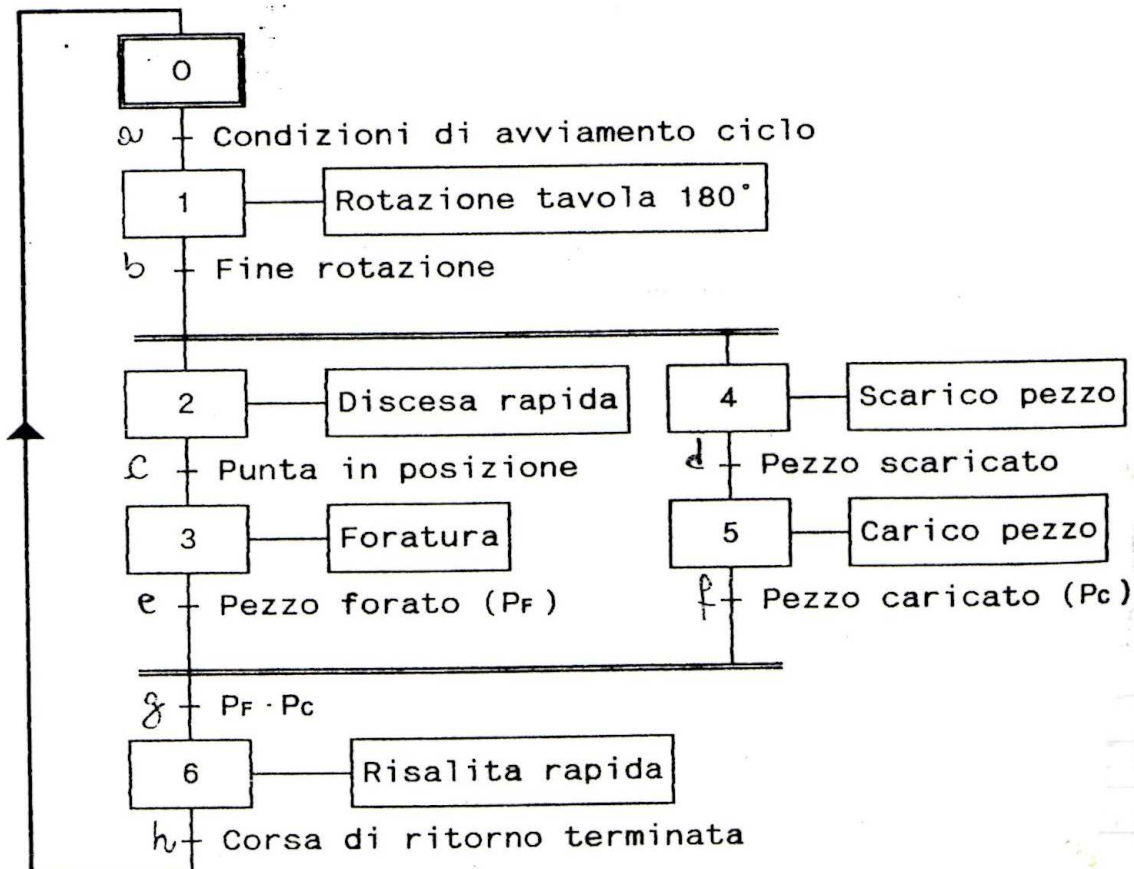 0
a Condizioni di avviamento ciclo
1 Rotazione tavola 180°
b Fine rotazione
2 Discesa rapida 4 Scarico pezzo
c Punta in posizione d Pezzo scaricato
3 Foratura 5 Carico pezzo
e Pezzo forato (PF) f Pezzo caricato (Pc)
g PF · Pc
6 Risalita rapida
h Corsa di ritorno terminata